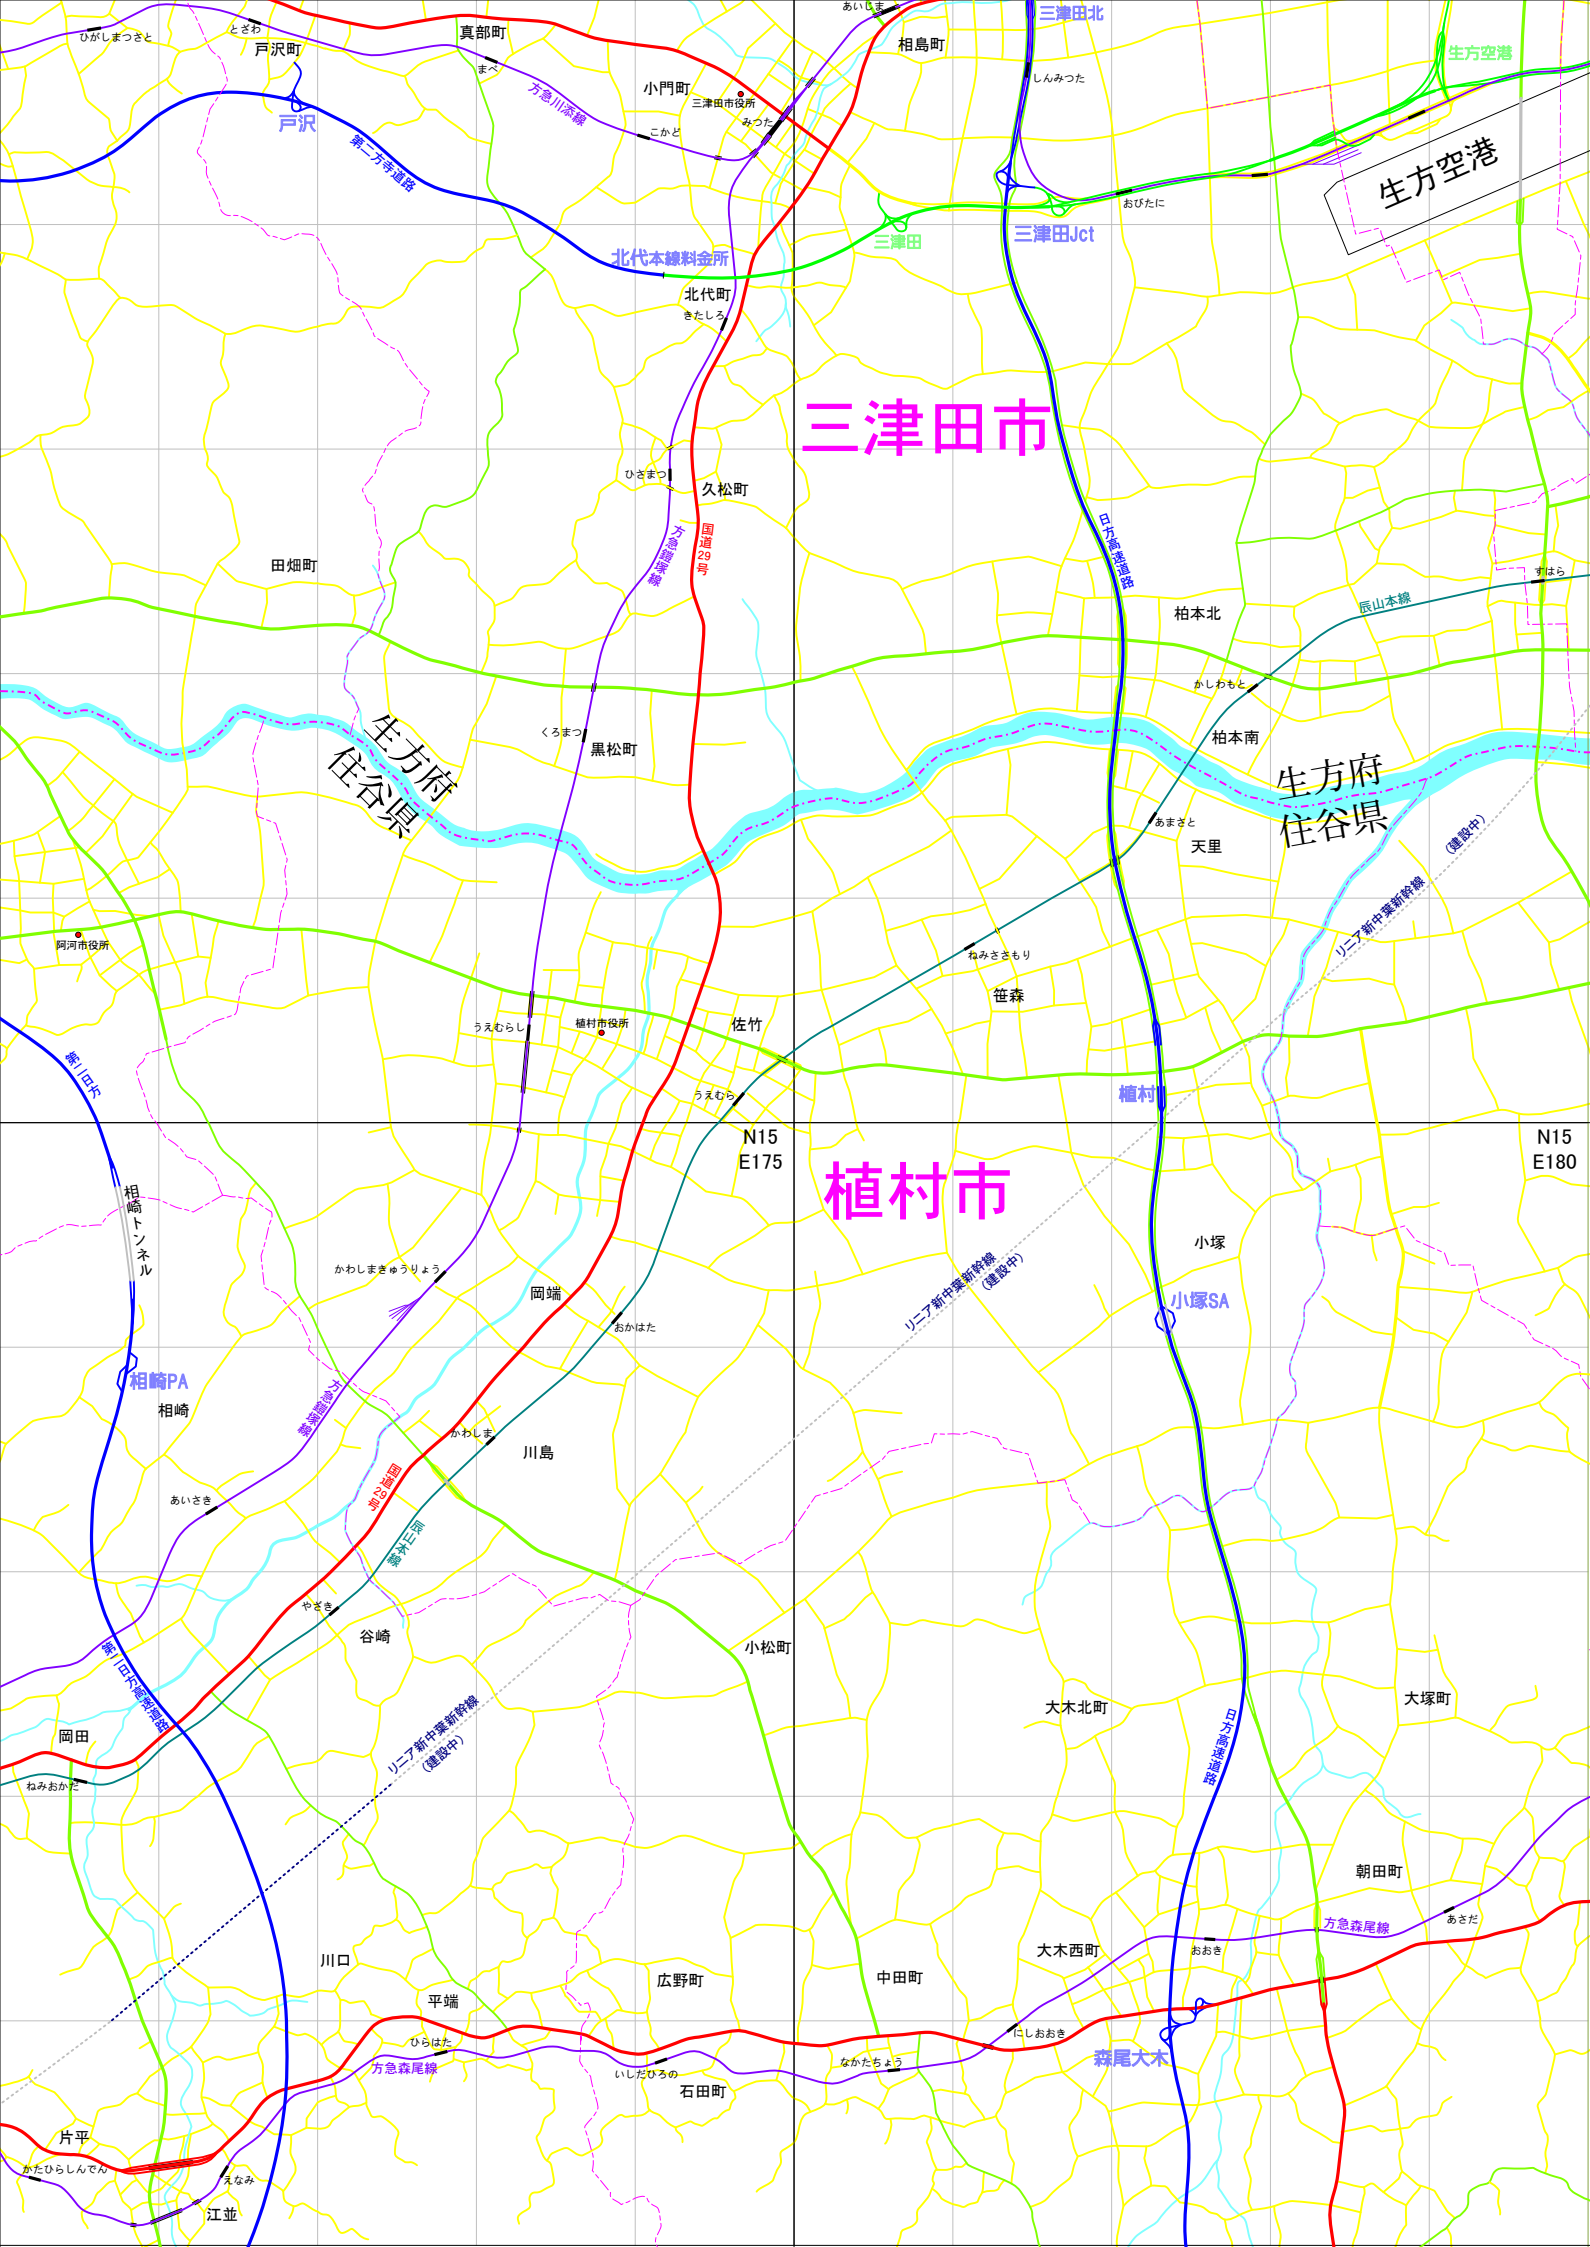 あいじま
三津田北
ひがしまつさと
とざわ
戸沢町
真部町
まべ
相島町
生方空港
しんみつた
小門町
方急川添線
三津田市役所
みつた
こかど
戸沢
第二方寺道路
生方空港
おびたに
三津田
三津田Jct
北代本線料金所
北代町
きたしろ
三津田市
ひさまつ
久松町
方急鎧塚線
国道29号
日方高速道路
田畑町
すはら
辰山本線
柏本北
かしわもと
柏本南
くろまつ
黒松町
生方府
住谷県
生方府
住谷県
あまさと
天里
(建設中)
リニア新中葉新幹線
阿河市役所
ねみささもり
笹森
うえむらし
植村市役所
佐竹
第二日方
うえむら
植村
N15
E175
N15
E180
植村市
相崎トンネル
小塚
かわしまきゅうりょう
岡端
おかはた
リニア新中葉新幹線
(建設中)
小塚SA
相崎PA
相崎
方急鎧塚線
かわしま
川島
国道29号
あいさき
辰山本線
やざき
谷崎
小松町
第二日方高速道路
大木北町
大塚町
岡田
ねみおかだ
リニア新中葉新幹線
(建設中)
日方高速道路
朝田町
あさだ
方急森尾線
おおき
大木西町
川口
広野町
中田町
平端
ひらはた
にしおおき
方急森尾線
いしだひろの
なかたちょう
森尾大木
石田町
片平
かたひらしんでん
えなみ
江並